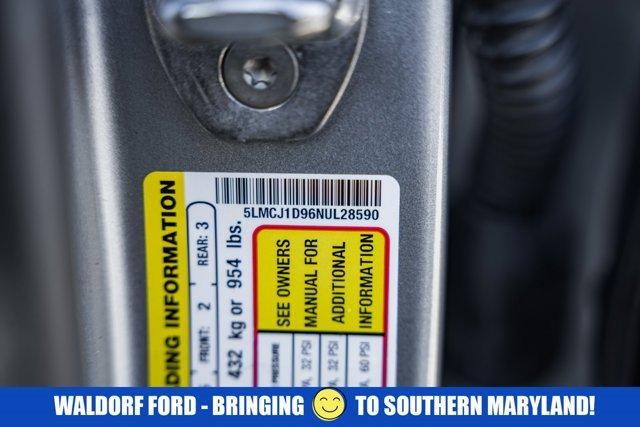 5LMCJ1D96NUL28590
DING INFORMATION
FRONT: 2 REAR: 3
432 kg or 954 lbs.
SEE OWNERS
MANUAL FOR
ADDITIONAL
INFORMATION
PRESSURE
32 PSI
32 PSI
60 PSI
WALDORF FORD - BRINGING TO SOUTHERN MARYLAND!